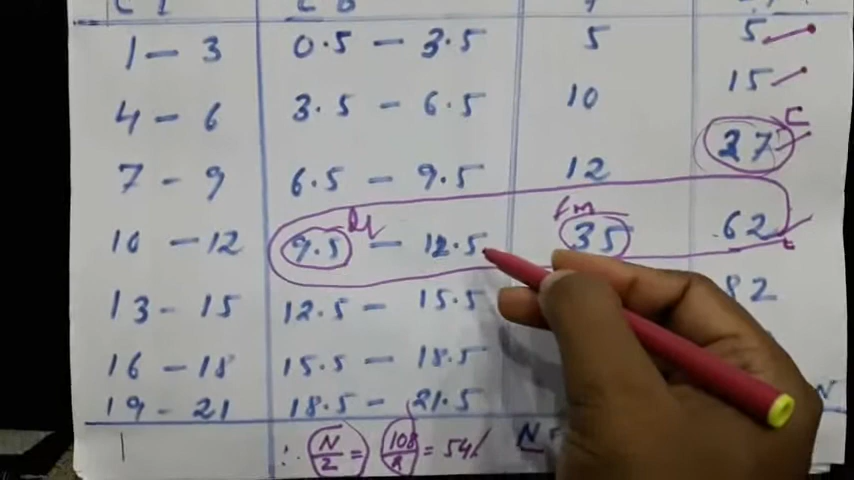 C I C B f
1 - 3 0.5 - 3.5 5 5
4 - 6 3.5 - 6.5 10 15
7 - 9 6.5 - 9.5 12 27 C
10 - 12 9.5 - 12.5 fm 35 62
13 - 15 12.5 - 15.5 82
16 - 18 15.5 - 18.5
19 - 21 18.5 - 21.5
∴ N/2 = 108/2 = 54 N =